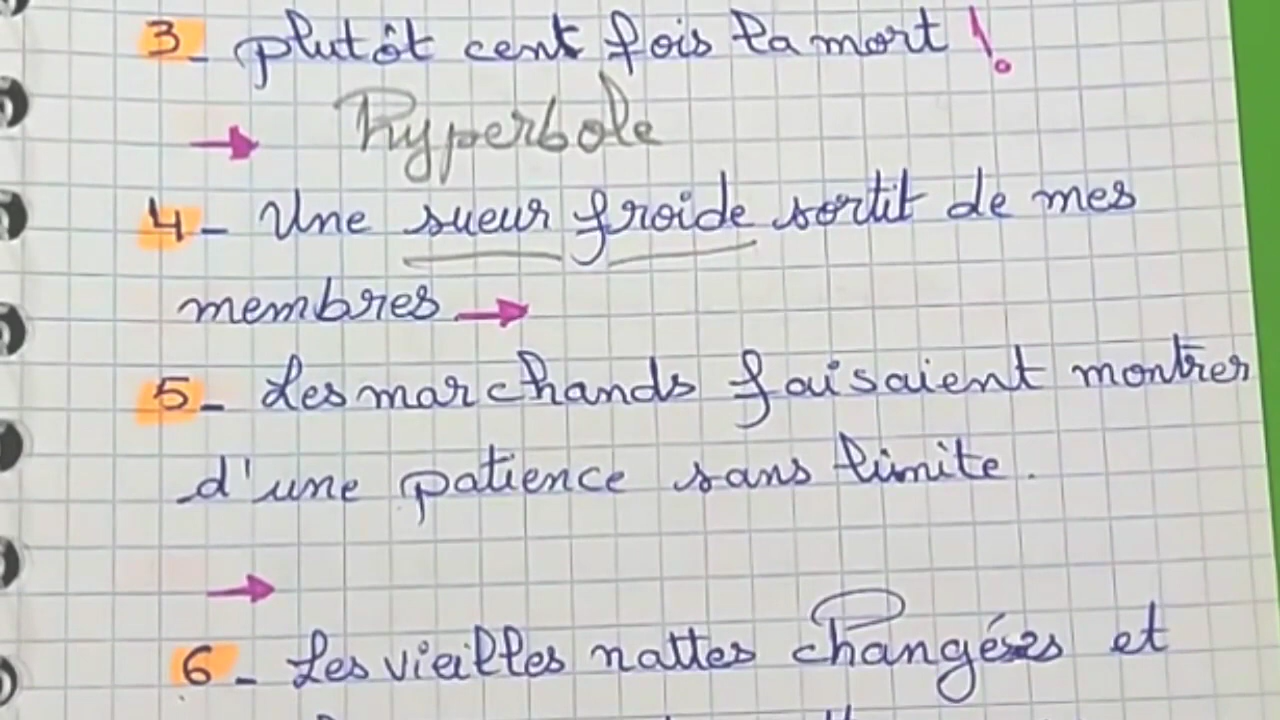 3- plutôt cent fois la mort !
→ hyperbole
4- Une sueur froide sortit de mes
membres →
5- Les marchands faisaient montrer
d'une patience sans limite.
→
6- Les vieilles nattes changées et